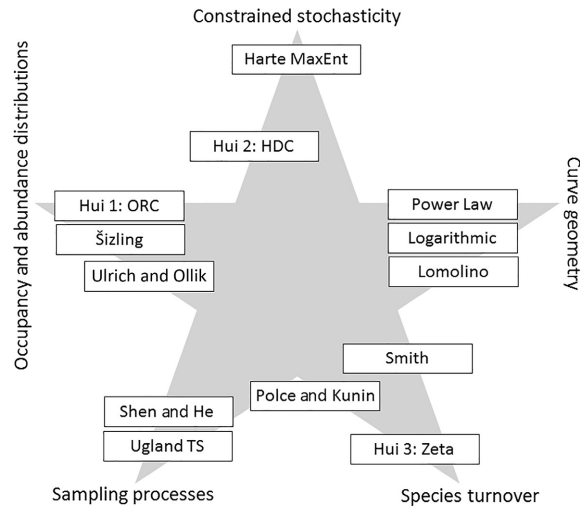 Constrained stochasticity
Harte MaxEnt
Occupancy and abundance distributions
Hui 2: HDC
Curve geometry
Hui 1: ORC
Power Law
Šizling
Logarithmic
Ulrich and Ollik
Lomolino
Smith
Polce and Kunin
Shen and He
Ugland TS
Hui 3: Zeta
Sampling processes
Species turnover